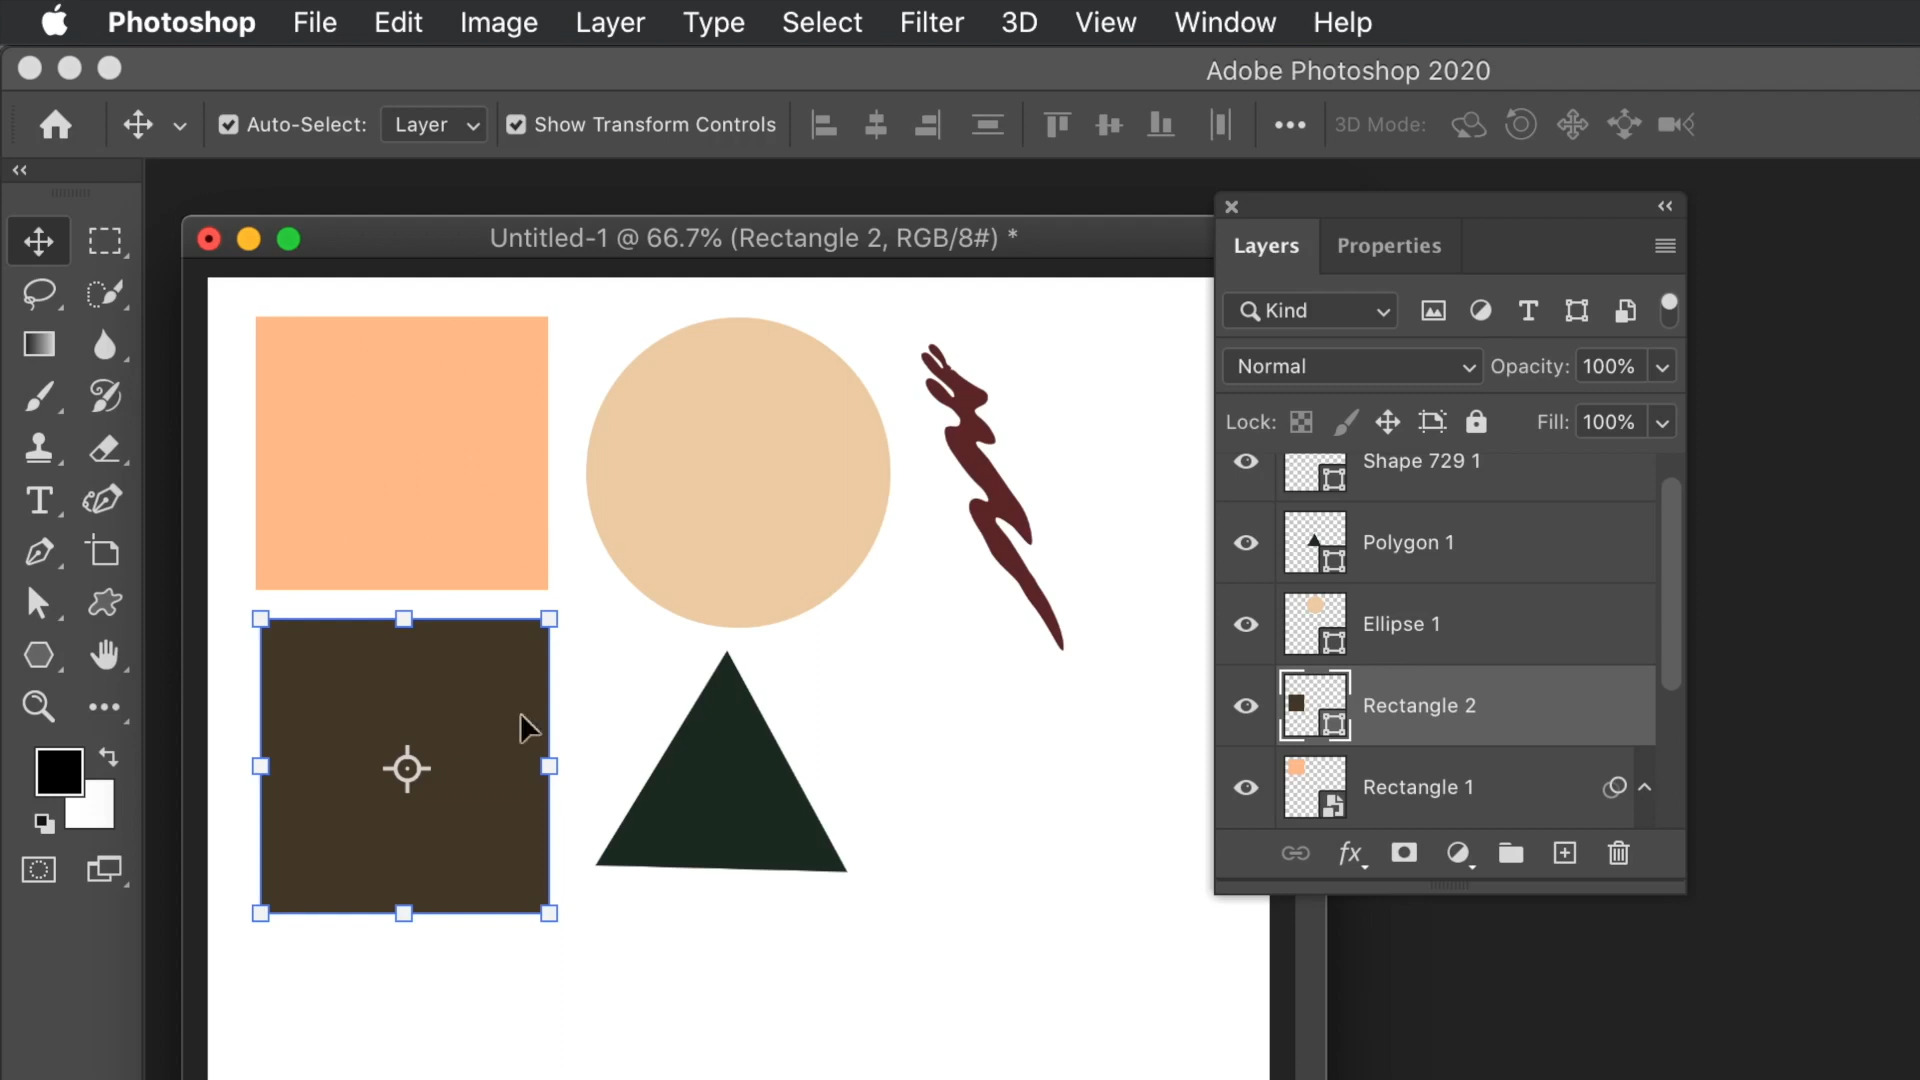 Photoshop File Edit Image Layer Type Select Filter 3D View Window Help
Adobe Photoshop 2020
Auto-Select: Layer Show Transform Controls 3D Mode:
Untitled-1 @ 66.7% (Rectangle 2, RGB/8#) *
Layers Properties
Kind
Normal Opacity: 100%
Lock: Fill: 100%
Shape 729 1
Polygon 1
Ellipse 1
Rectangle 2
Rectangle 1
fx